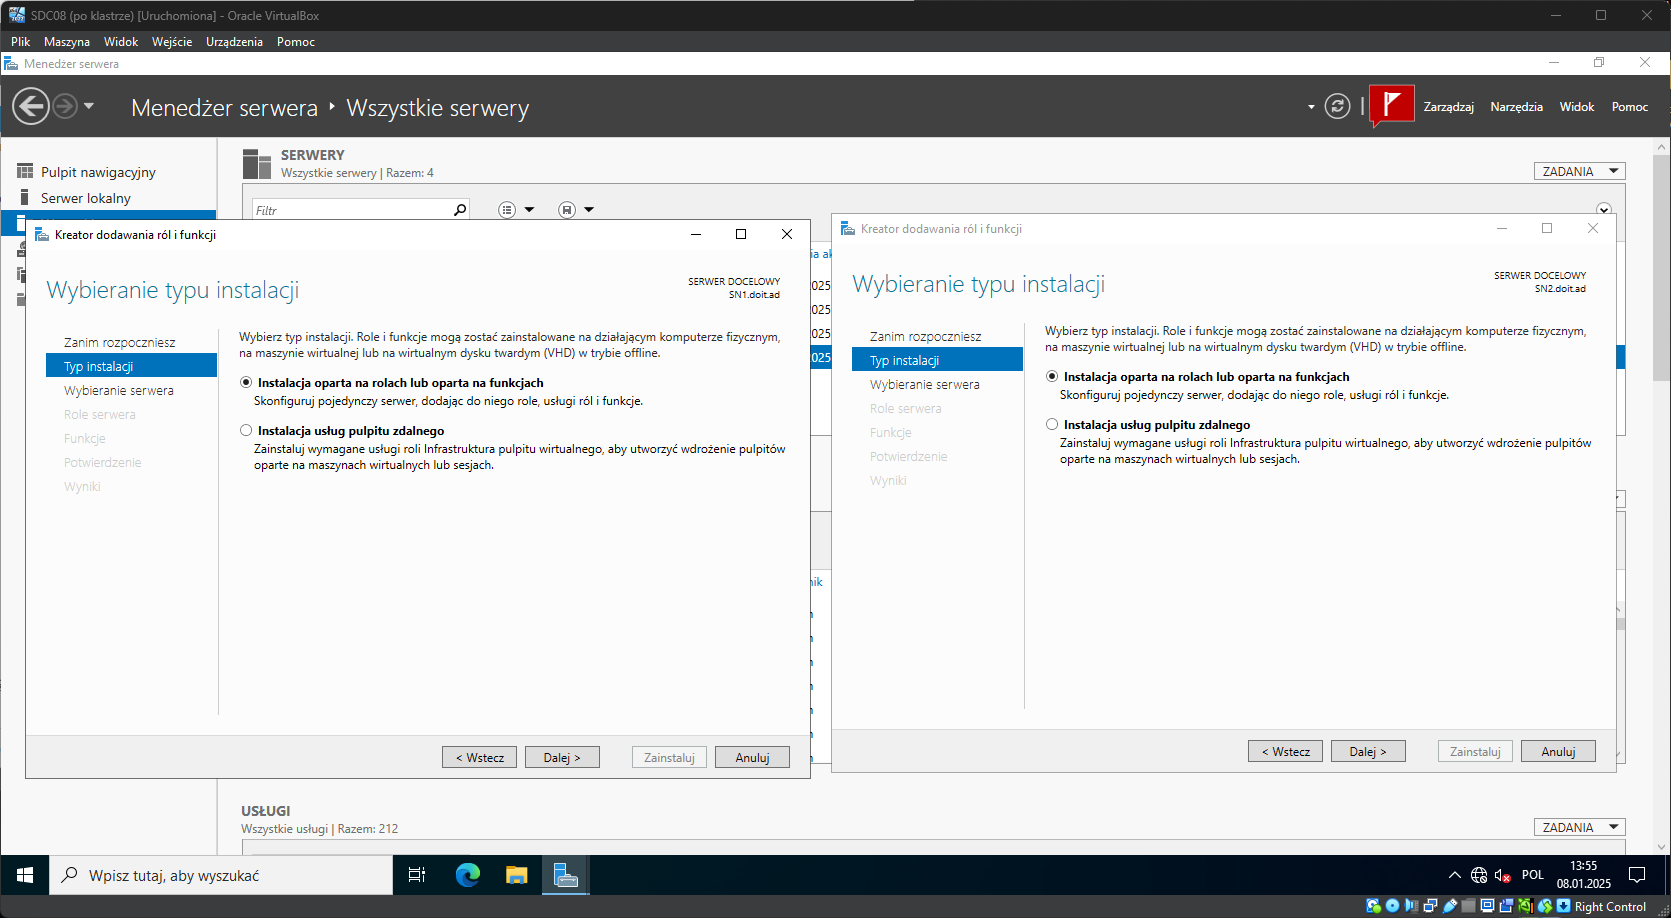 SDC08 (po klastrze) [Uruchomiona] - Oracle VirtualBox
Plik Maszyna Widok Wejście Urządzenia Pomoc
Menedżer serwera
Menedżer serwera Wszystkie serwery
Zarządzaj Narzędzia Widok Pomoc
Pulpit nawigacyjny
Serwer lokalny
SERWERY
Wszystkie serwery | Razem: 4
ZADANIA
Filtr
Kreator dodawania ról i funkcji
Wybieranie typu instalacji
SERWER DOCELOWY
SN1.doit.ad
Zanim rozpoczniesz
Typ instalacji
Wybieranie serwera
Role serwera
Funkcje
Potwierdzenie
Wyniki
Wybierz typ instalacji. Role i funkcje mogą zostać zainstalowane na działającym komputerze fizycznym,
na maszynie wirtualnej lub na wirtualnym dysku twardym (VHD) w trybie offline.
Instalacja oparta na rolach lub oparta na funkcjach
Skonfiguruj pojedynczy serwer, dodając do niego role, usługi ról i funkcje.
Instalacja usług pulpitu zdalnego
Zainstaluj wymagane usługi roli Infrastruktura pulpitu wirtualnego, aby utworzyć wdrożenie pulpitów
oparte na maszynach wirtualnych lub sesjach.
< Wstecz Dalej > Zainstaluj Anuluj
Kreator dodawania ról i funkcji
Wybieranie typu instalacji
SERWER DOCELOWY
SN2.doit.ad
Zanim rozpoczniesz
Typ instalacji
Wybieranie serwera
Role serwera
Funkcje
Potwierdzenie
Wyniki
Wybierz typ instalacji. Role i funkcje mogą zostać zainstalowane na działającym komputerze fizycznym,
na maszynie wirtualnej lub na wirtualnym dysku twardym (VHD) w trybie offline.
Instalacja oparta na rolach lub oparta na funkcjach
Skonfiguruj pojedynczy serwer, dodając do niego role, usługi ról i funkcje.
Instalacja usług pulpitu zdalnego
Zainstaluj wymagane usługi roli Infrastruktura pulpitu wirtualnego, aby utworzyć wdrożenie pulpitów
oparte na maszynach wirtualnych lub sesjach.
< Wstecz Dalej > Zainstaluj Anuluj
USŁUGI
Wszystkie usługi | Razem: 212
ZADANIA
Wpisz tutaj, aby wyszukać
POL
13:55
08.01.2025
Right Control